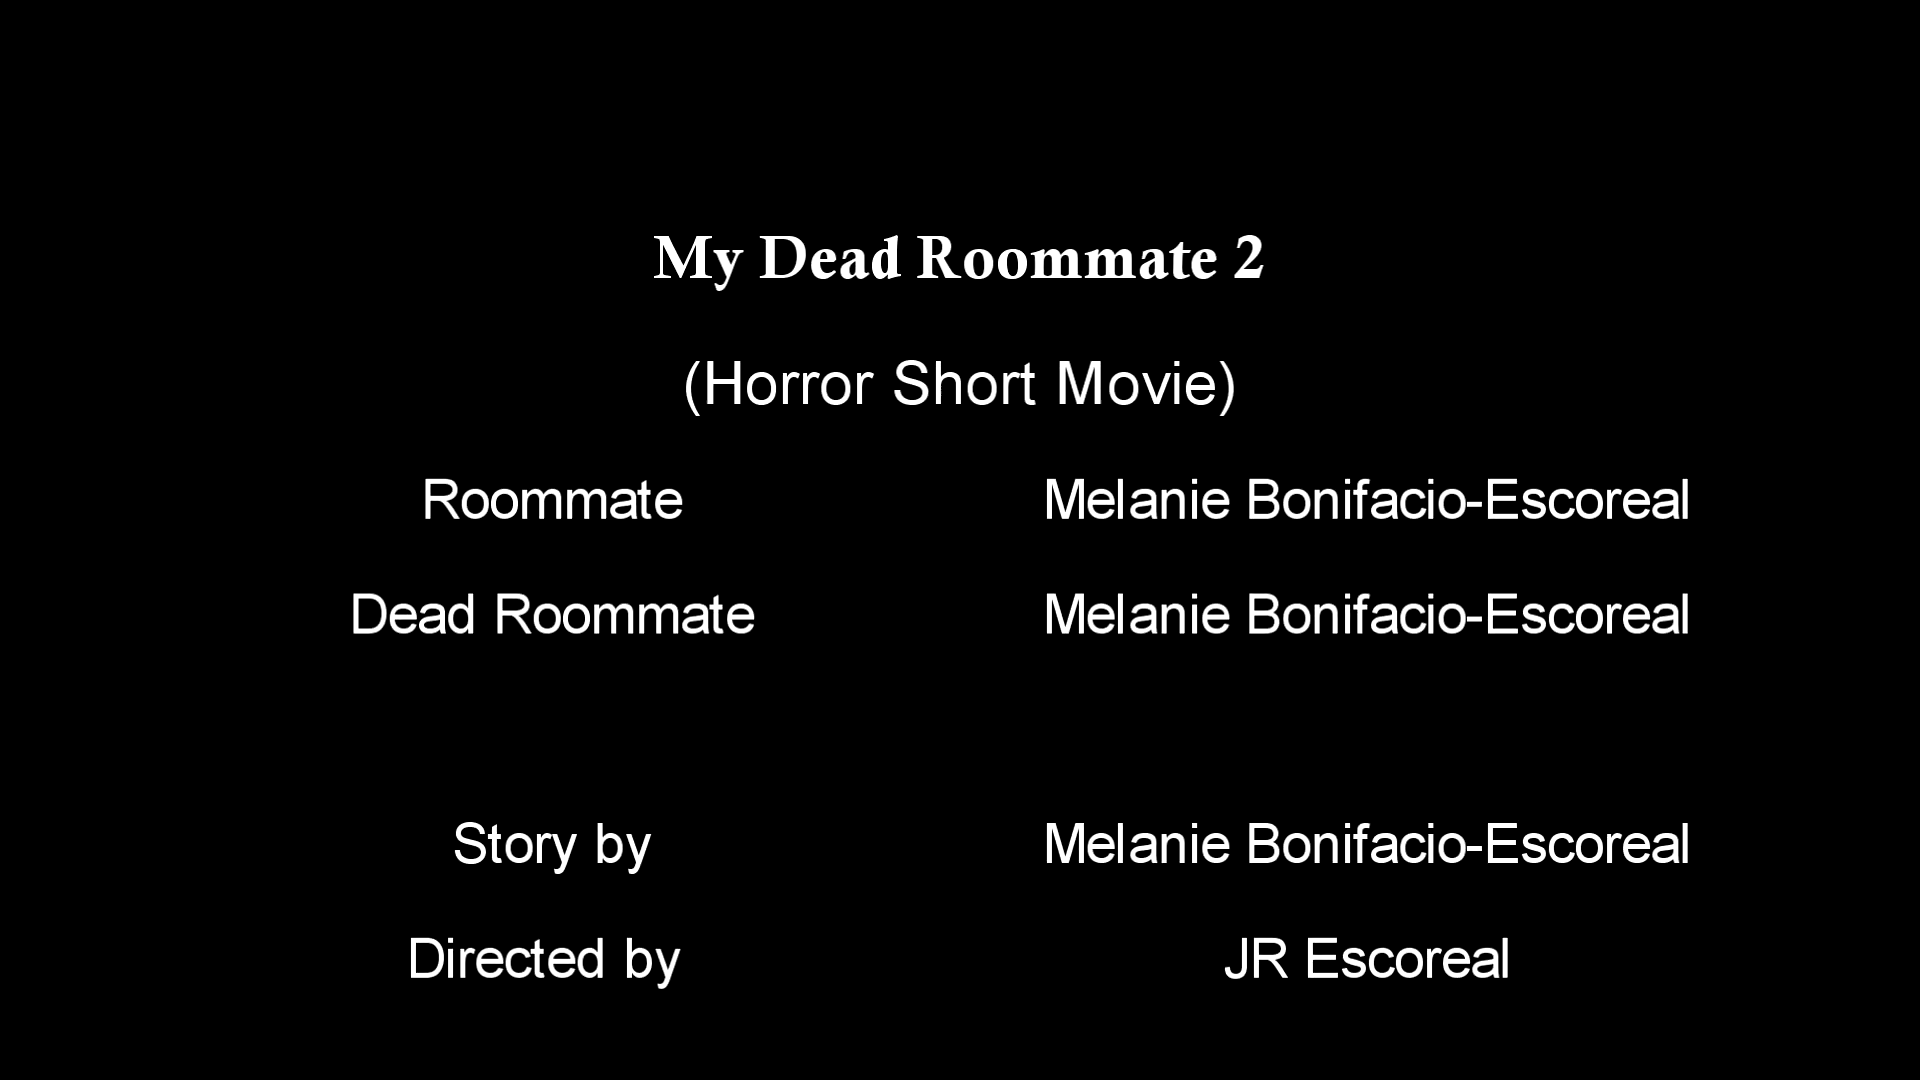 My Dead Roommate 2
(Horror Short Movie)
Roommate Melanie Bonifacio-Escoreal
Dead Roommate Melanie Bonifacio-Escoreal
Story by Melanie Bonifacio-Escoreal
Directed by JR Escoreal